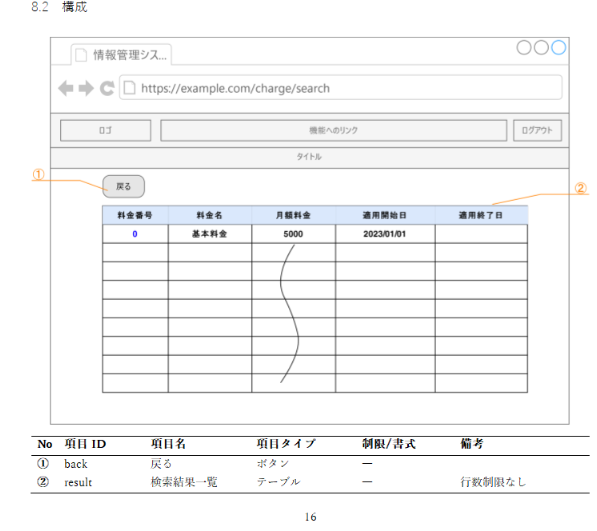 8.2 構成
情報管理シス...
https://example.com/charge/search
ロゴ 機能へのリンク ログアウト
タイトル
①
戻る
②
料金番号 料金名 月額料金 適用開始日 適用終了日
0 基本料金 5000 2023/01/01
No 項目 ID 項目名 項目タイプ 制限/書式 備考
① back 戻る ボタン —
② result 検索結果一覧 テーブル — 行数制限なし
16